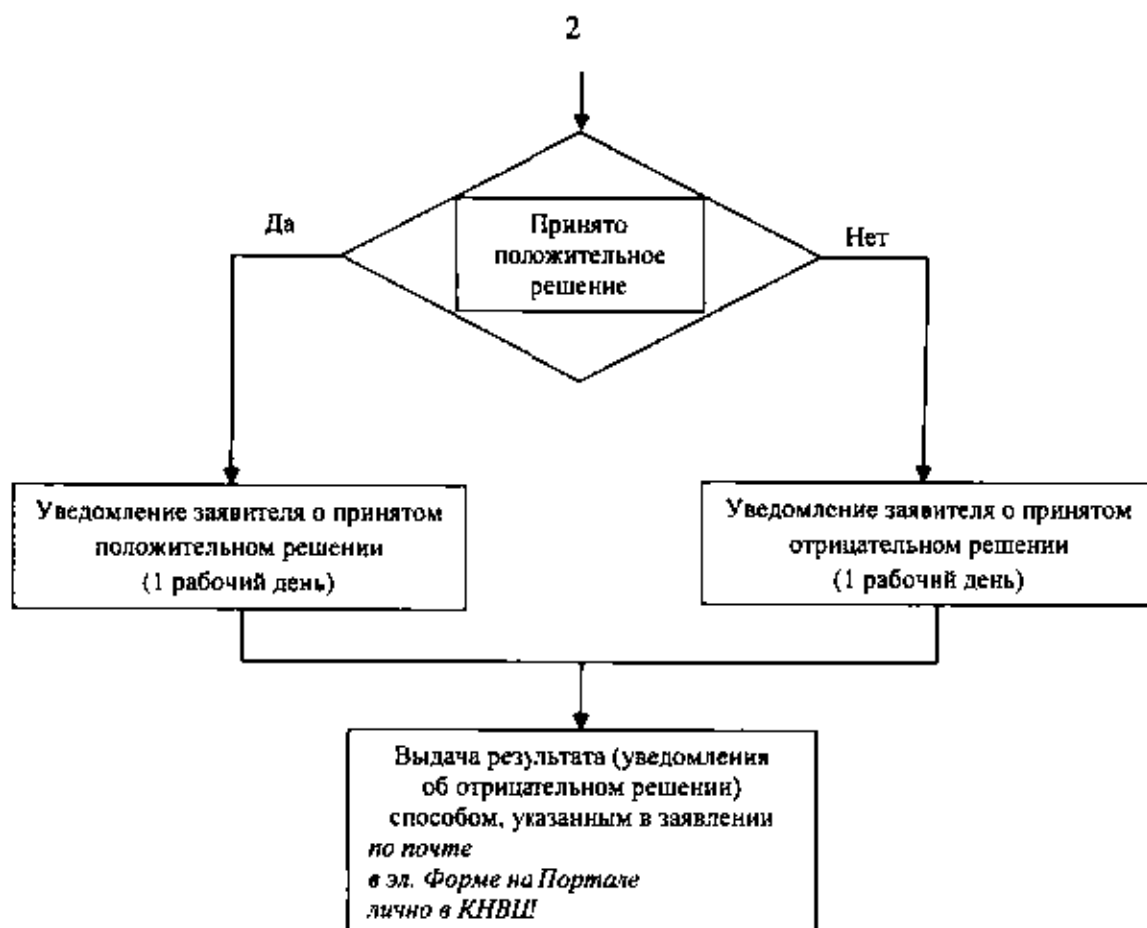 2
Да
Нет
Принято
положительное
решение
Уведомление заявителя о принятом
положительном решении
(1 рабочий день)
Уведомление заявителя о принятом
отрицательном решении
(1 рабочий день)
Выдача результата (уведомления
об отрицательном решении)
способом, указанным в заявлении
по почте
в эл. Форме на Портале
лично в КНВШ